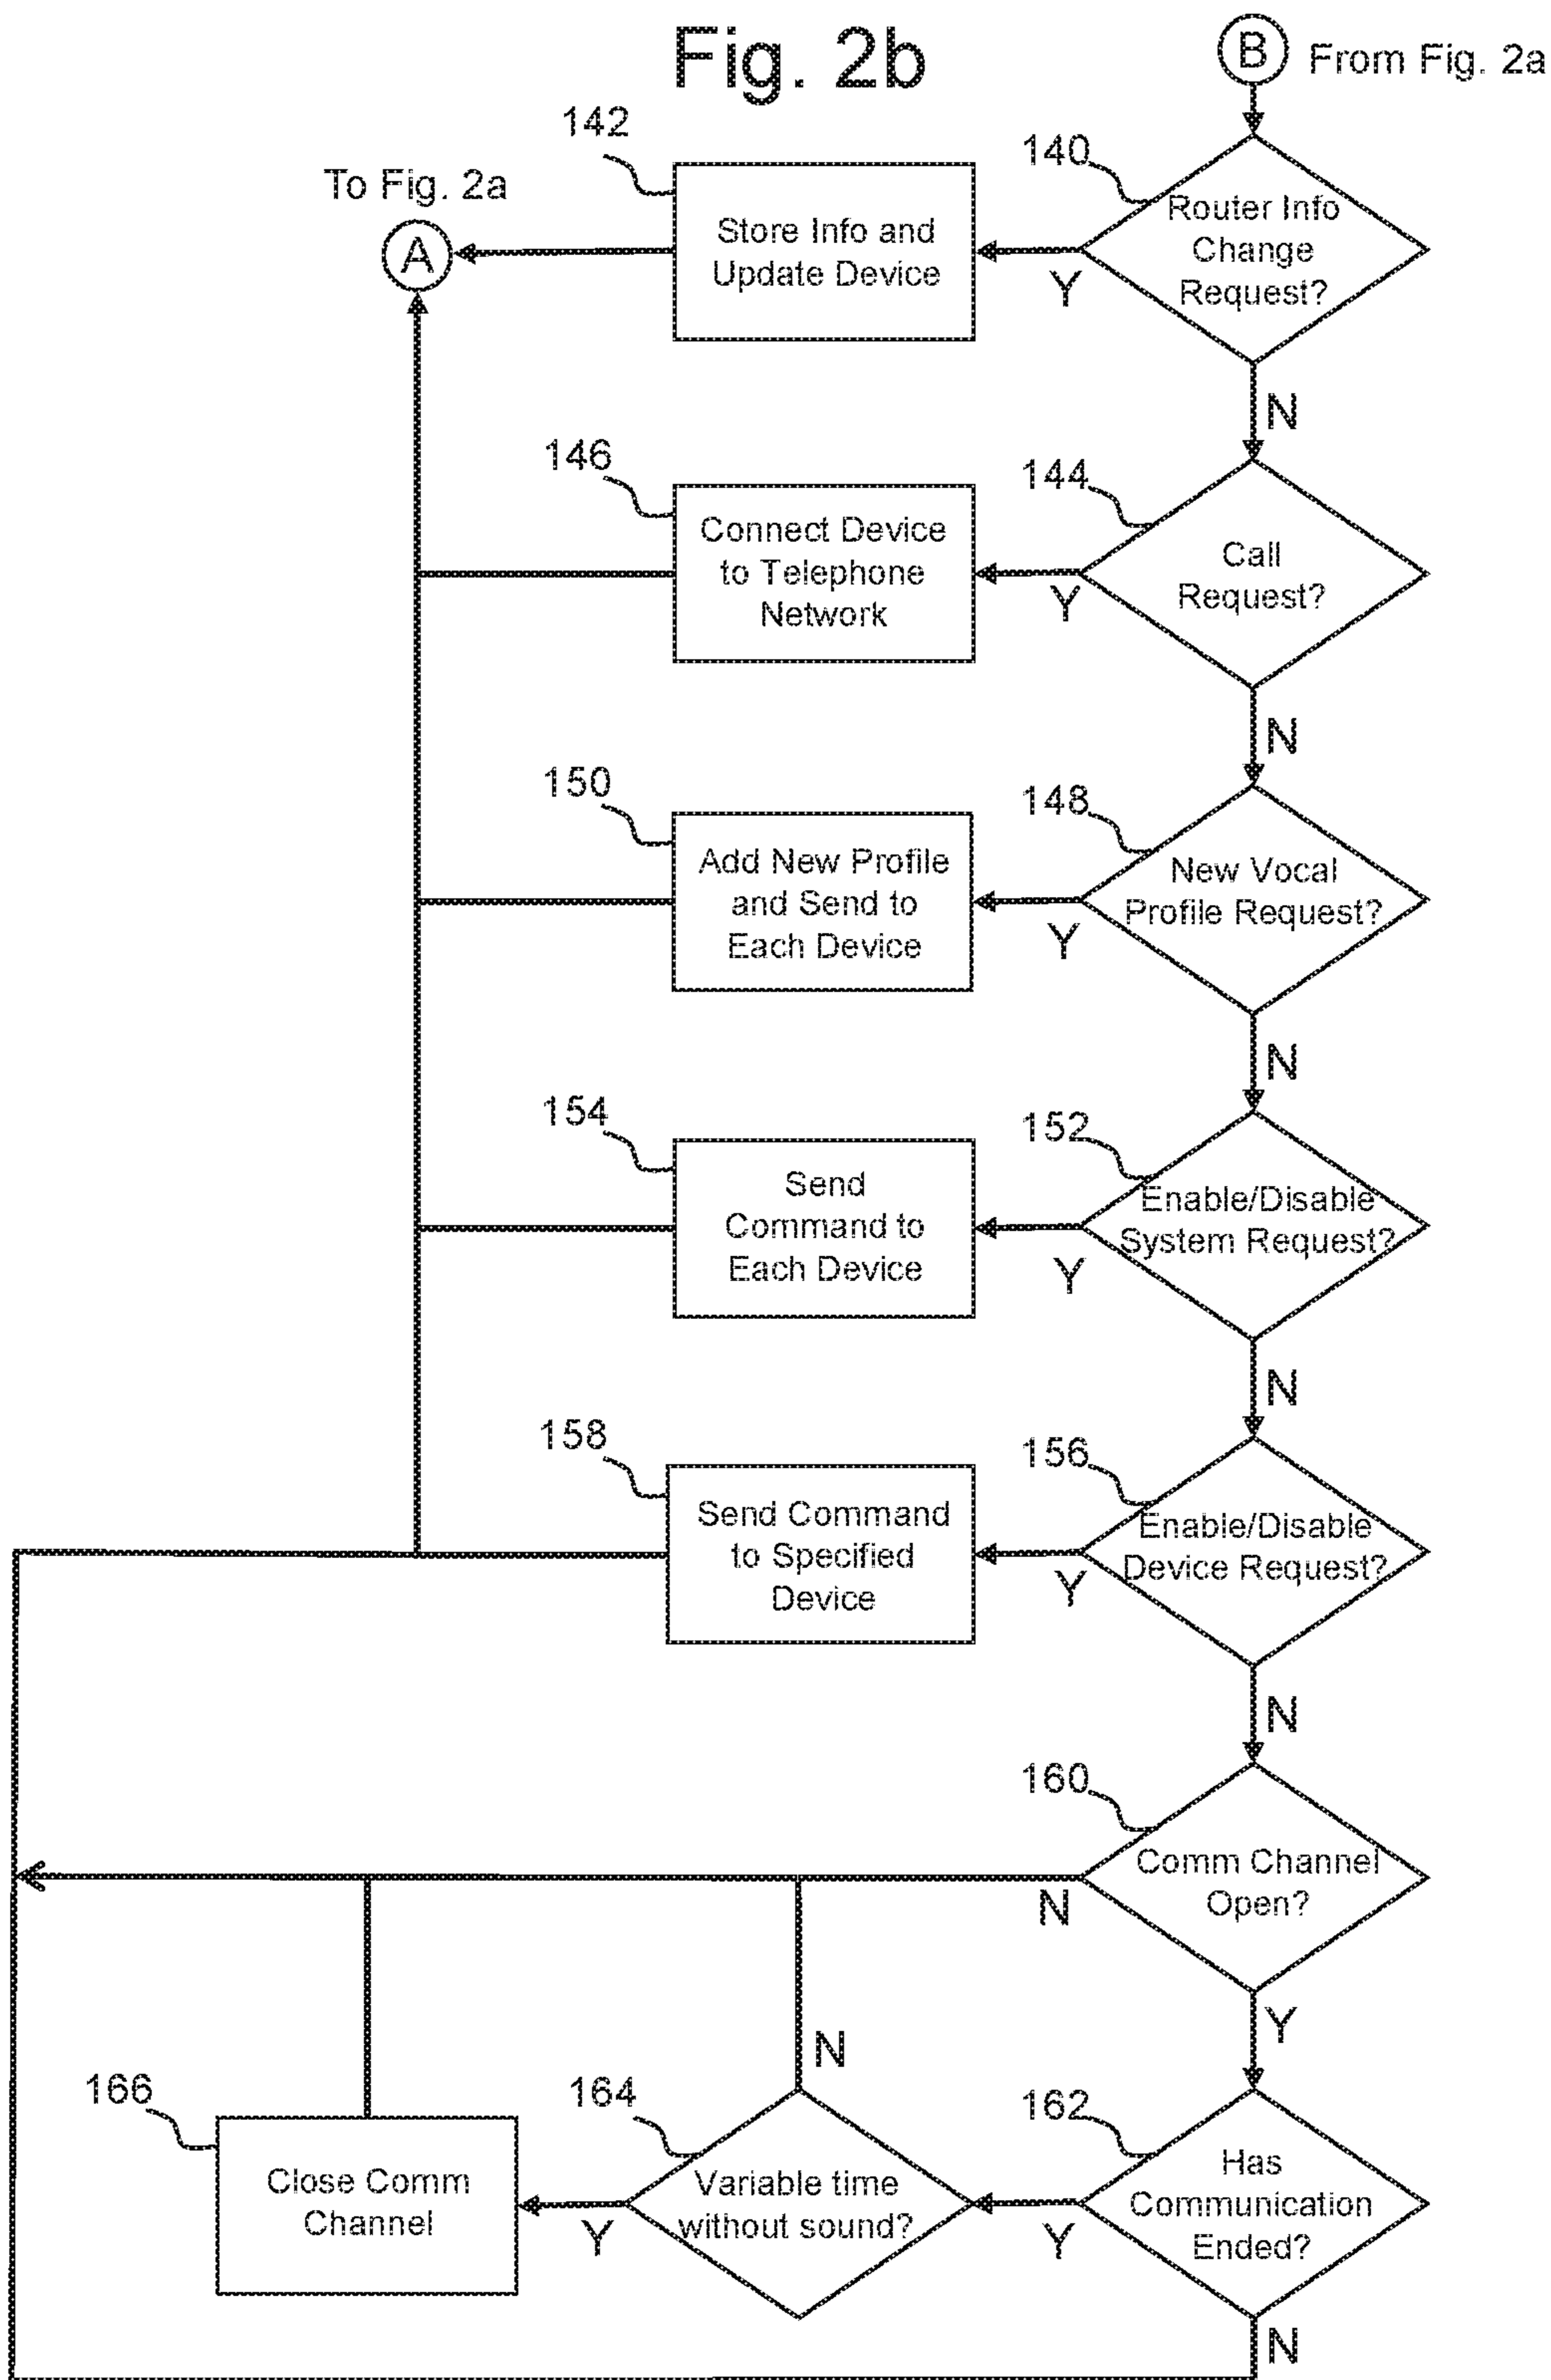 Fig. 2b
B From Fig. 2a
142
140
To Fig. 2a
A
Store Info and
Update Device
Router Info
Change
Request?
Y
N
146
144
Connect Device
to Telephone
Network
Call
Request?
Y
N
150
148
Add New Profile
and Send to
Each Device
New Vocal
Profile Request?
Y
N
154
152
Send
Command to
Each Device
Enable/Disable
System Request?
Y
N
158
156
Send Command
to Specified
Device
Enable/Disable
Device Request?
Y
N
160
Comm Channel
Open?
N
Y
166
164
N
162
Close Comm
Channel
Y
Variable time
without sound?
Y
Has
Communication
Ended?
N